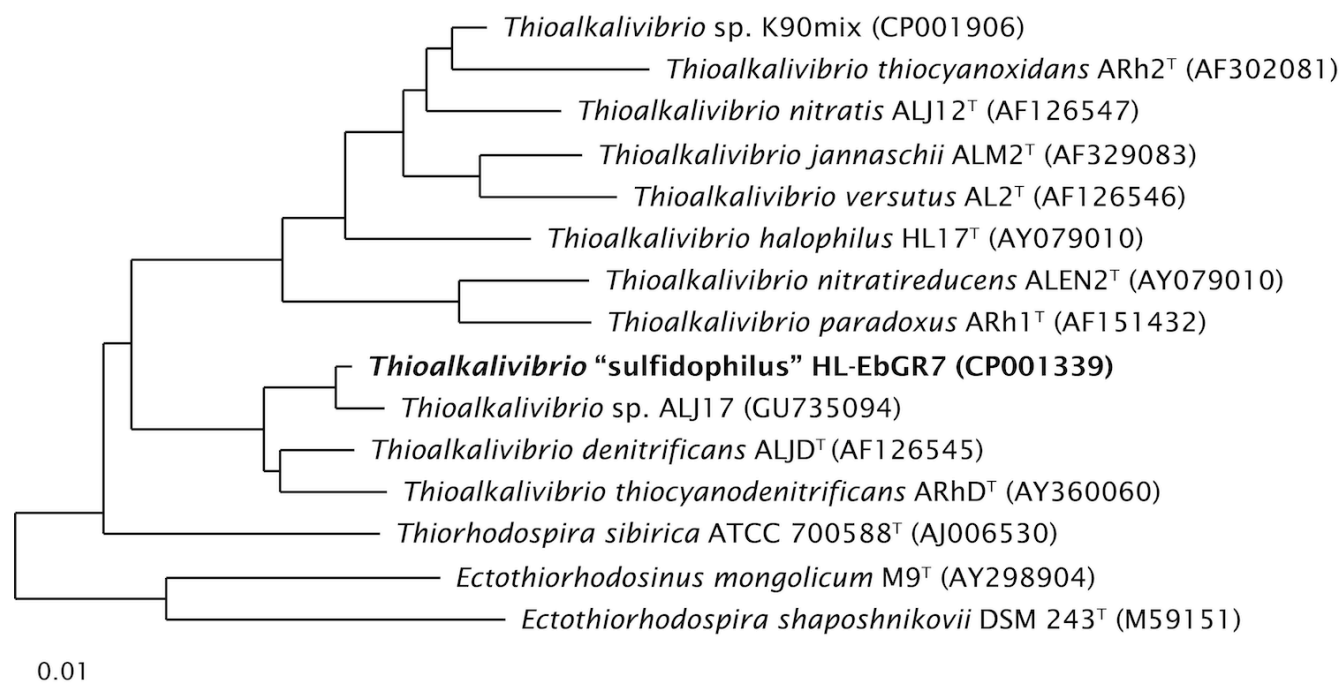 Thioalkalivibrio sp. K90mix (CP001906)
Thioalkalivibrio thiocyanoxidans ARh2ᵀ (AF302081)
Thioalkalivibrio nitratis ALJ12ᵀ (AF126547)
Thioalkalivibrio jannaschii ALM2ᵀ (AF329083)
Thioalkalivibrio versutus AL2ᵀ (AF126546)
Thioalkalivibrio halophilus HL17ᵀ (AY079010)
Thioalkalivibrio nitratireducens ALEN2ᵀ (AY079010)
Thioalkalivibrio paradoxus ARh1ᵀ (AF151432)
Thioalkalivibrio “sulfidophilus” HL-EbGR7 (CP001339)
Thioalkalivibrio sp. ALJ17 (GU735094)
Thioalkalivibrio denitrificans ALJDᵀ (AF126545)
Thioalkalivibrio thiocyanodenitrificans ARhDᵀ (AY360060)
Thiorhodospira sibirica ATCC 700588ᵀ (AJ006530)
Ectothiorhodosinus mongolicum M9ᵀ (AY298904)
Ectothiorhodospira shaposhnikovii DSM 243ᵀ (M59151)
0.01